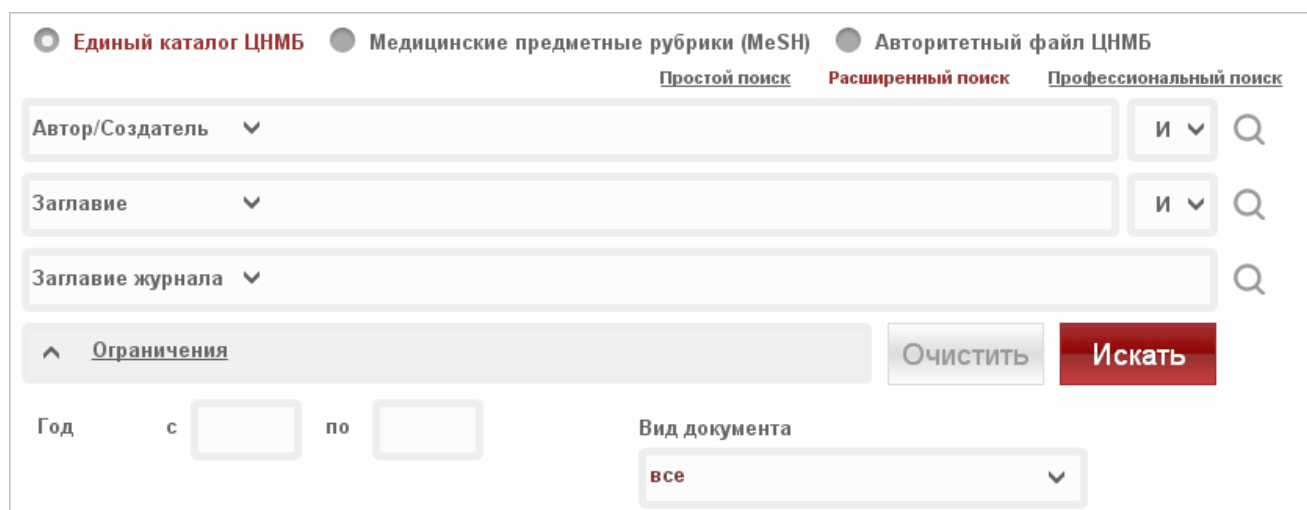 Единый каталог ЦНМБ Медицинские предметные рубрики (MeSH) Авторитетный файл ЦНМБ
Простой поиск Расширенный поиск Профессиональный поиск
Автор/Создатель И
Заглавие И
Заглавие журнала
Ограничения Очистить Искать
Год с по Вид документа
все